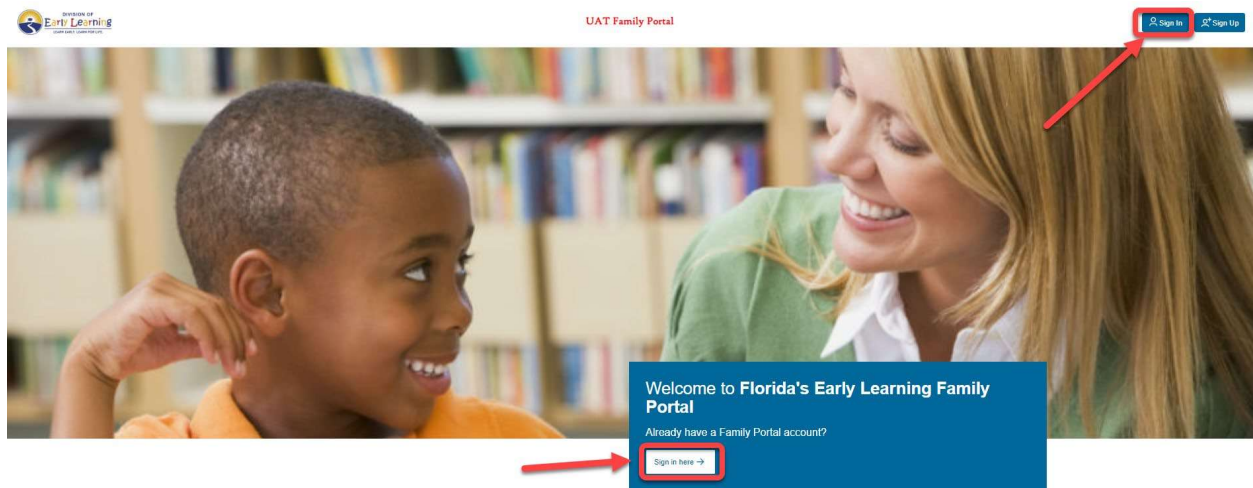 DIVISION OF
Early Learning
LEARN EARLY. LEARN FOR LIFE.
UAT Family Portal
Sign In
Sign Up
Welcome to Florida's Early Learning Family
Portal
Already have a Family Portal account?
Sign in here →